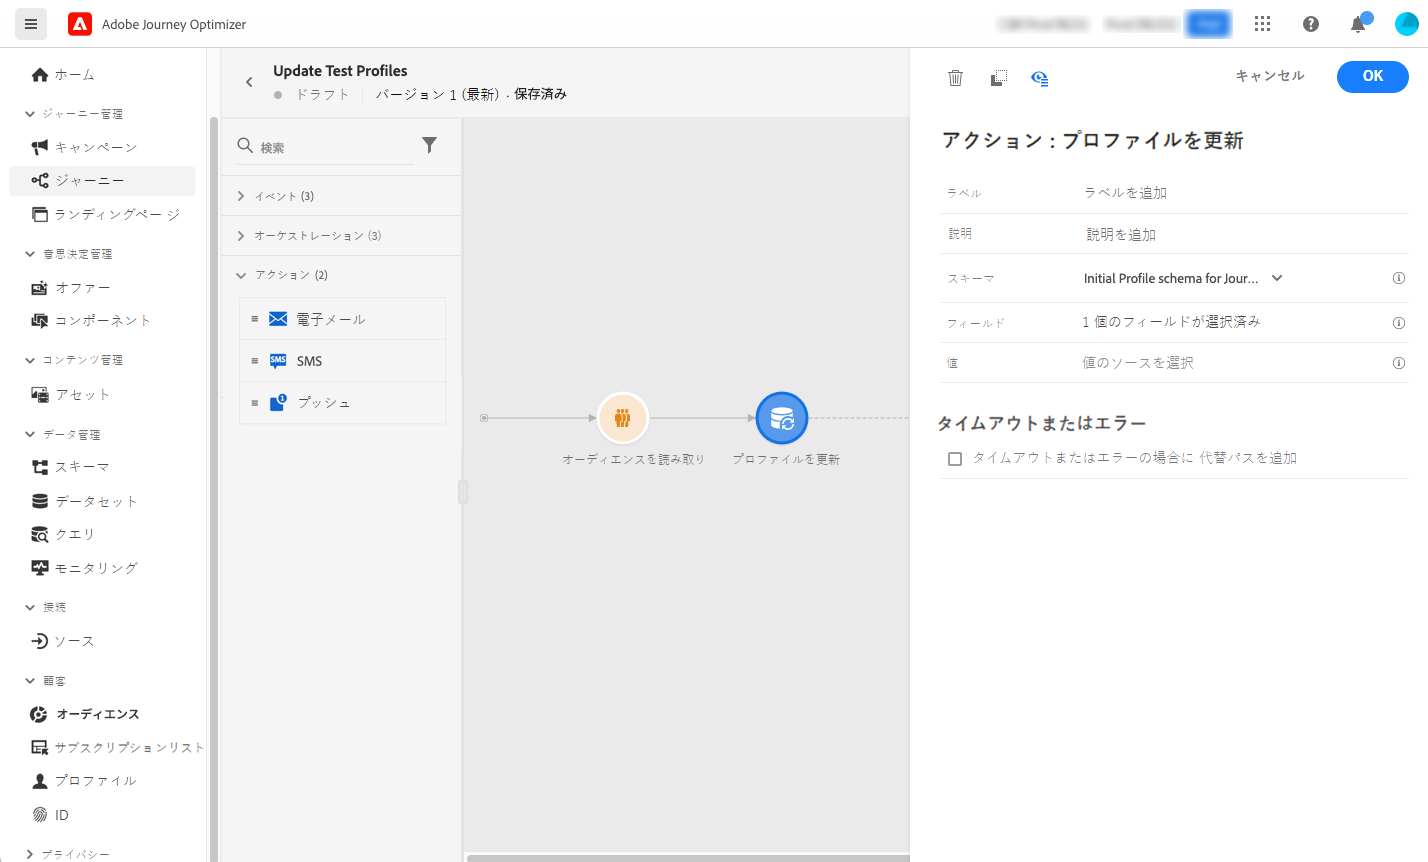 Adobe Journey Optimizer
ホーム
ジャーニー管理
キャンペーン
ジャーニー
ランディングページ
意思決定管理
オファー
コンポーネント
コンテンツ管理
アセット
データ管理
スキーマ
データセット
クエリ
モニタリング
接続
ソース
顧客
オーディエンス
サブスクリプションリスト
プロファイル
ID
プライバシー
Update Test Profiles
ドラフト バージョン 1 (最新) . 保存済み
検索
イベント (3)
オーケストレーション (3)
アクション (2)
電子メール
SMS SMS
1 プッシュ
オーディエンスを読み取り
プロファイルを更新
キャンセル OK
アクション : プロファイルを更新
ラベル ラベルを追加
説明 説明を追加
スキーマ Initial Profile schema for Jour...
フィールド 1 個のフィールドが選択済み
値 値のソースを選択
タイムアウトまたはエラー
タイムアウトまたはエラーの場合に 代替パスを追加